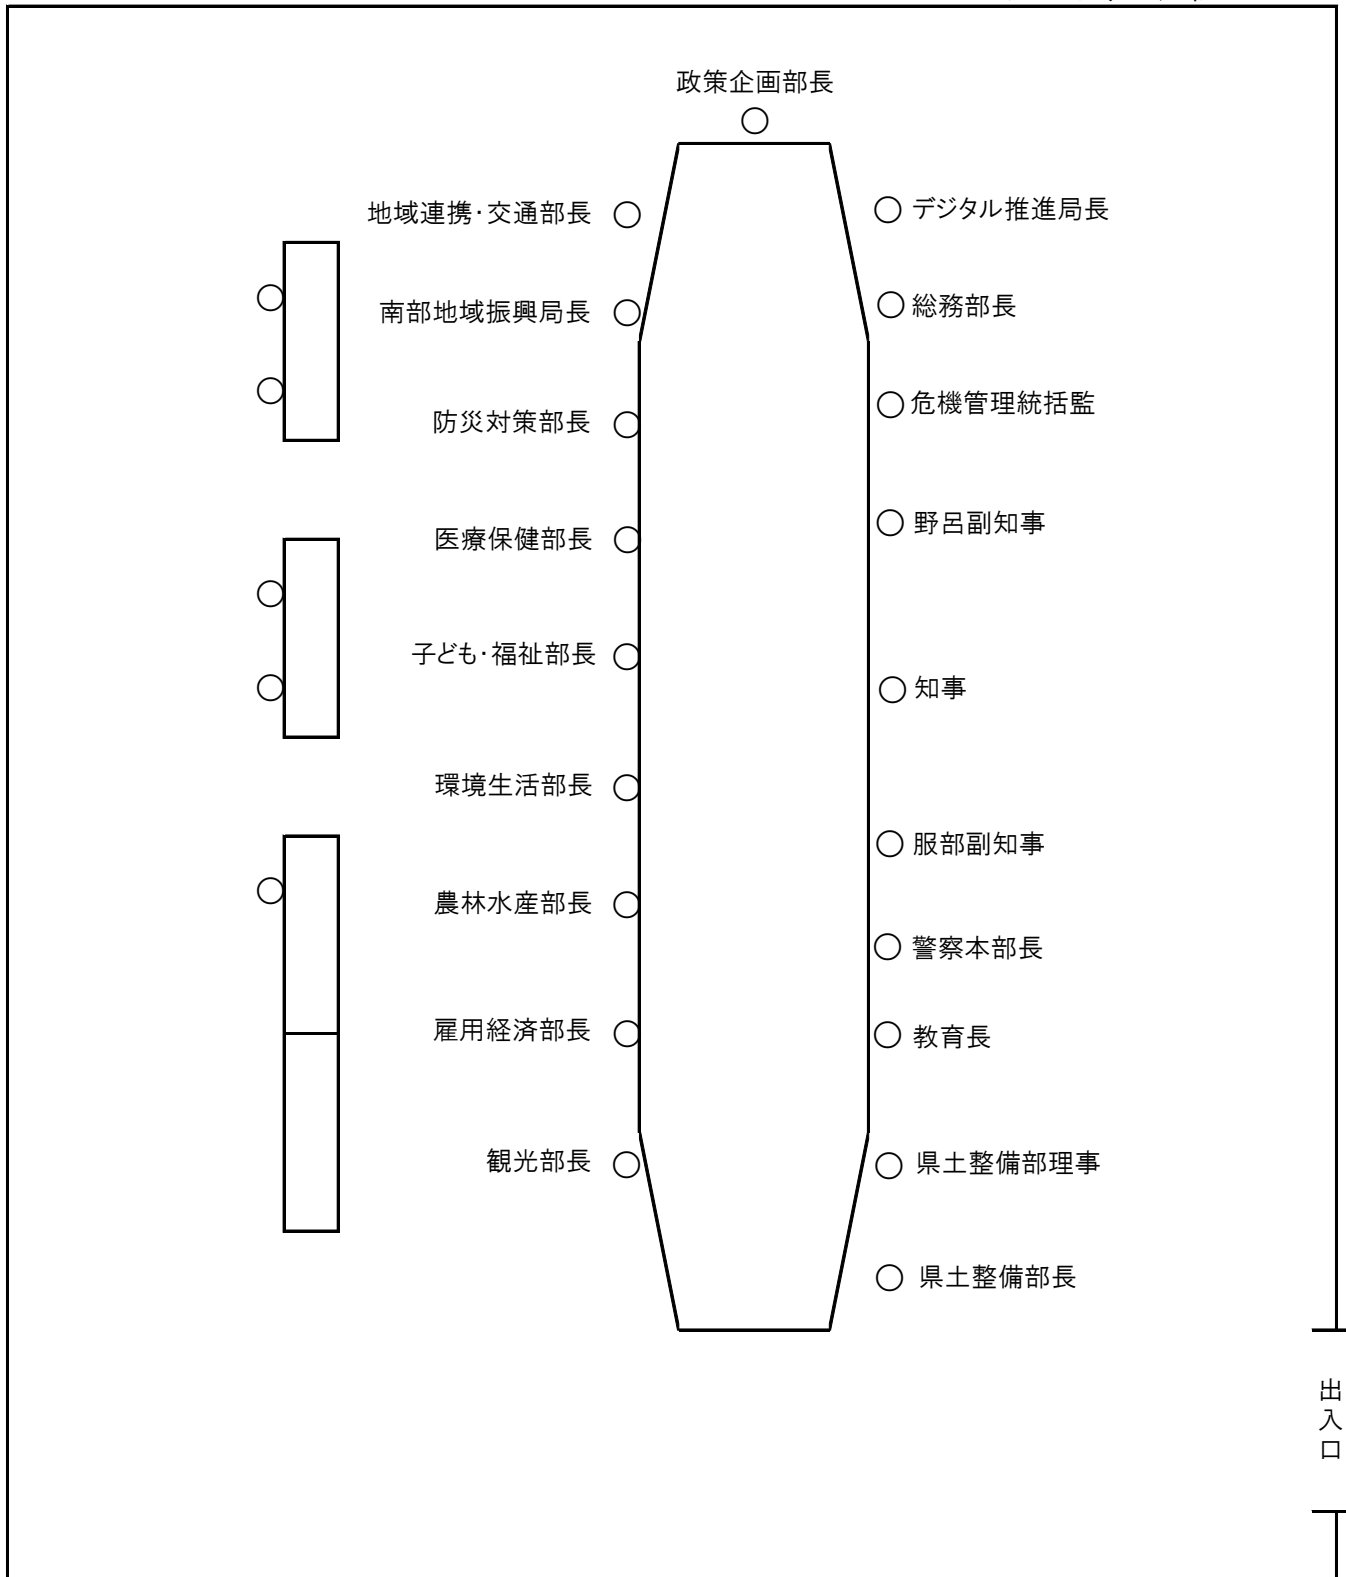 政策企画部長
地域連携・交通部長
デジタル推進局長
南部地域振興局長
総務部長
防災対策部長
危機管理統括監
医療保健部長
野呂副知事
子ども・福祉部長
知事
環境生活部長
服部副知事
農林水産部長
警察本部長
雇用経済部長
教育長
観光部長
県土整備部理事
県土整備部長
出入口